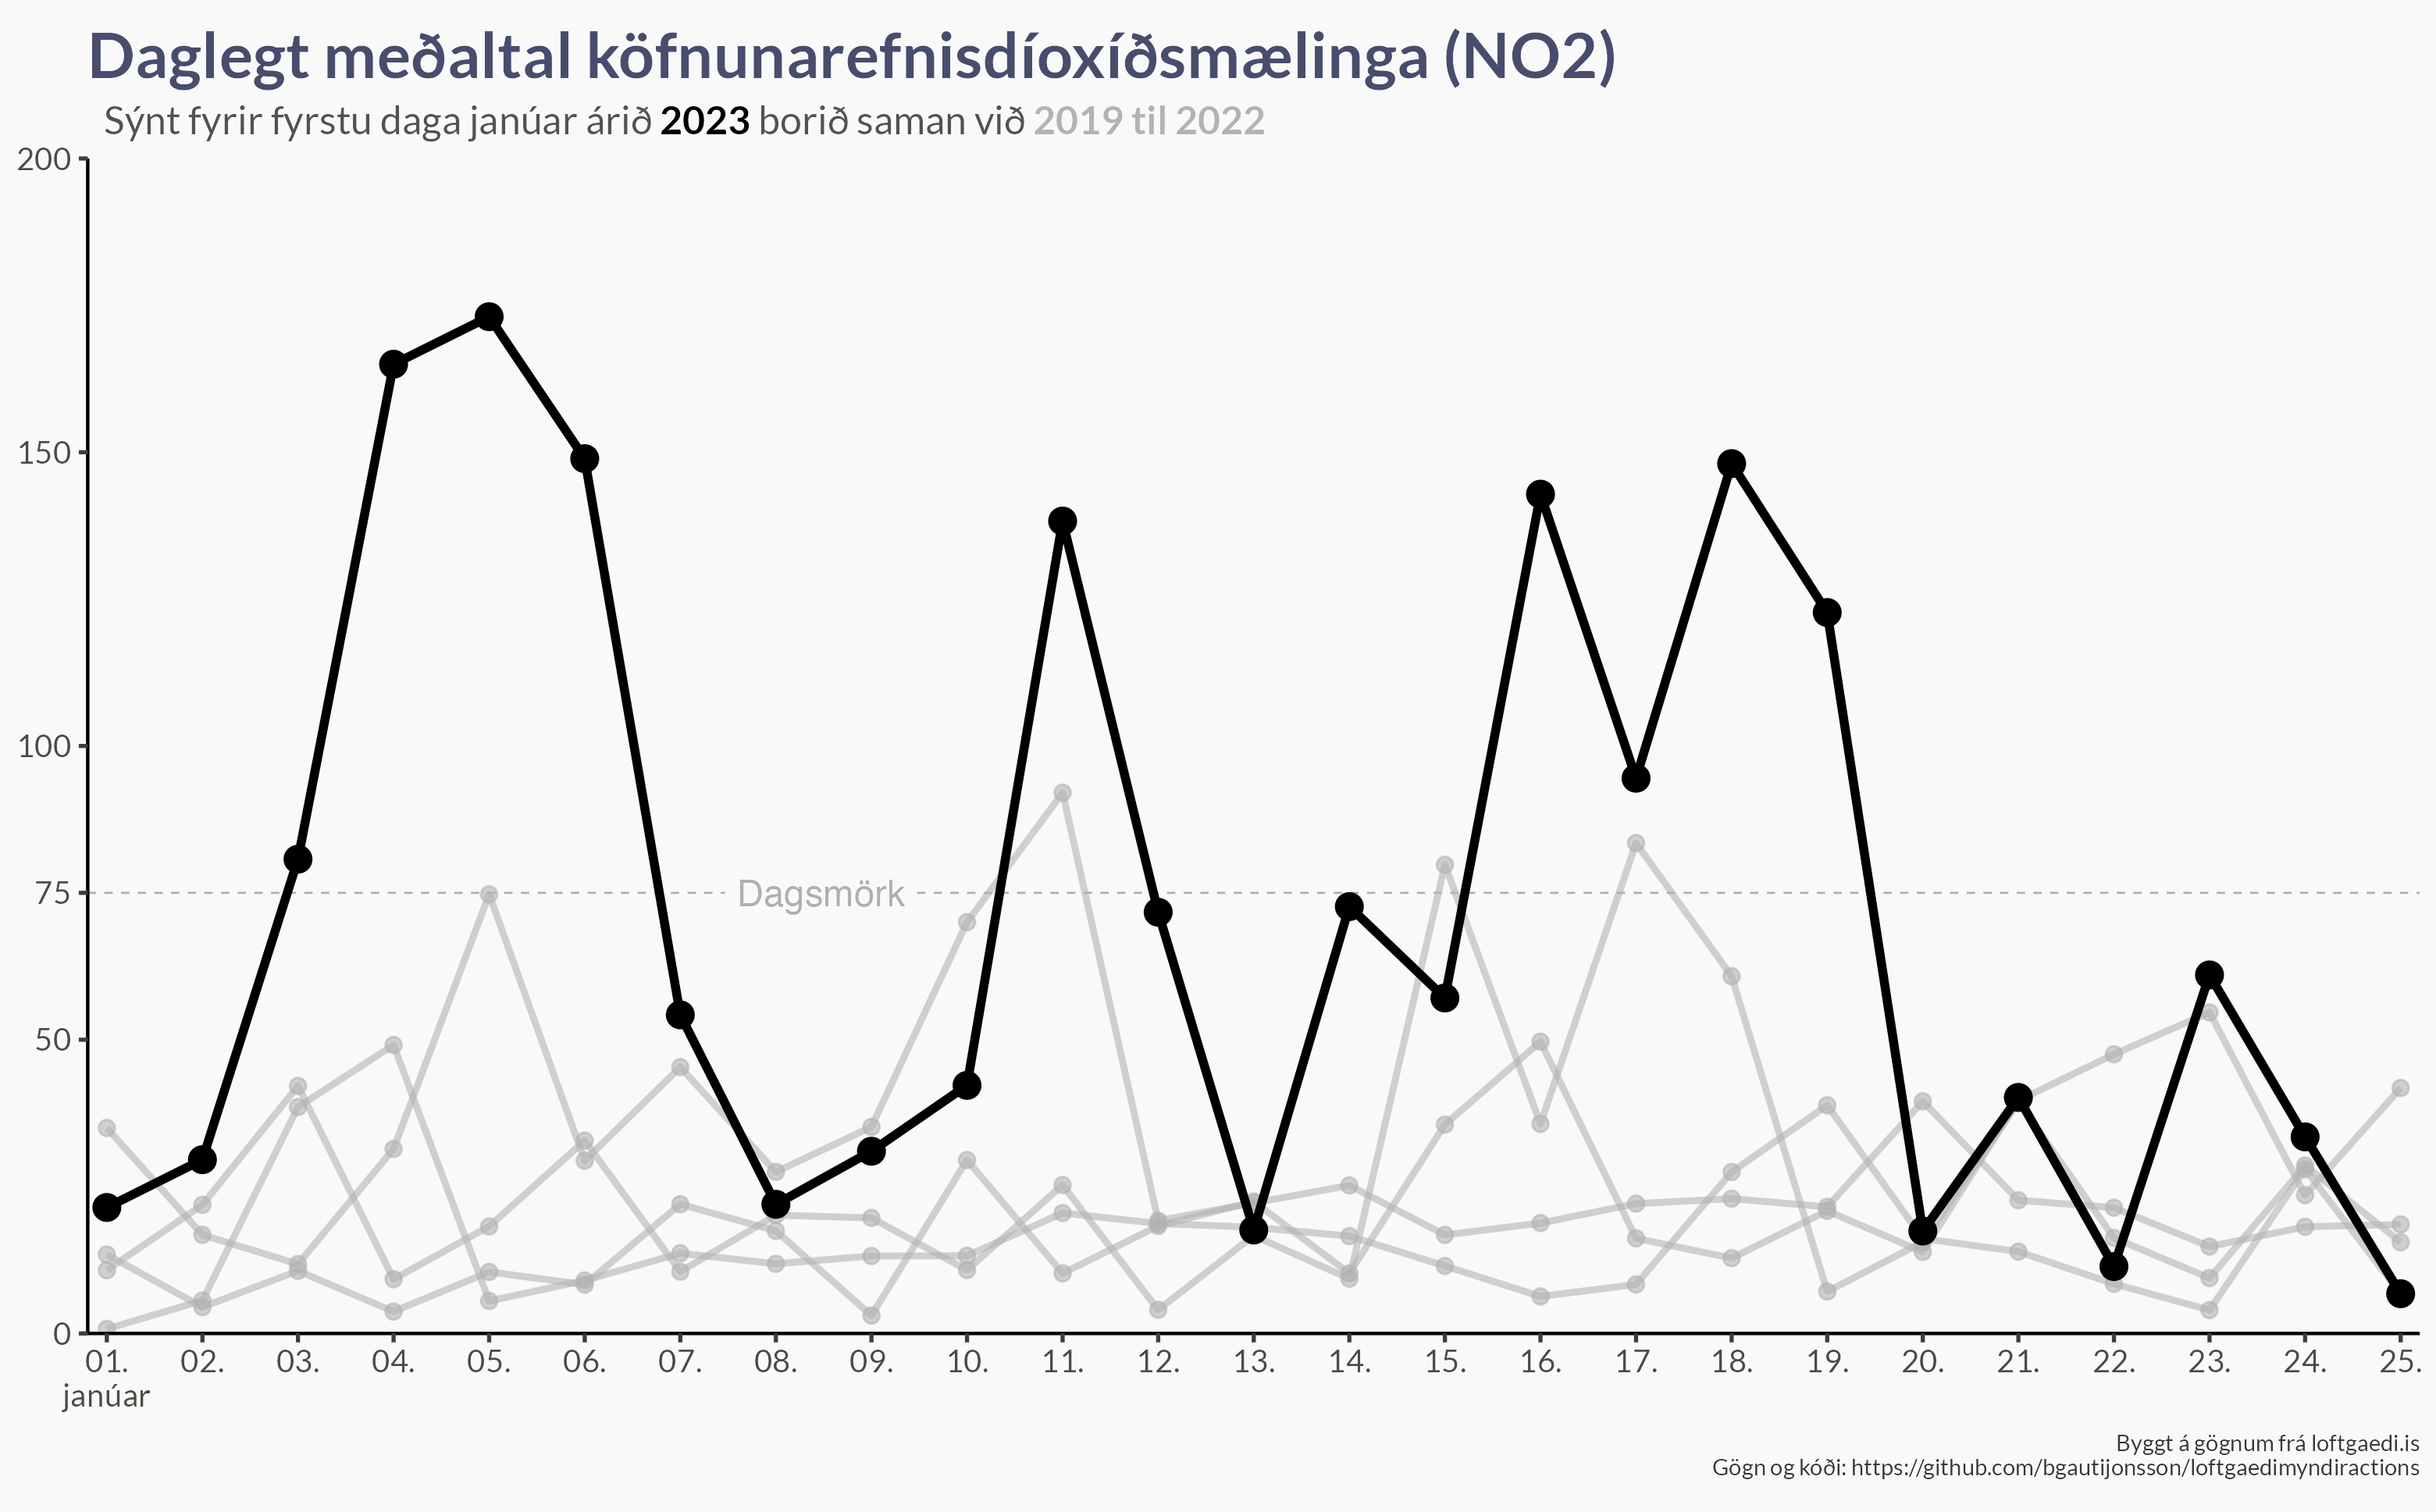 Daglegt meðaltal köfnunarefnisdíoxíðsmælinga (NO2)
Sýnt fyrir fyrstu daga janúar árið 2023 borið saman við 2019 til 2022
200
150
100
75
50
0
Dagsmörk
01. 02. 03. 04. 05. 06. 07. 08. 09. 10. 11. 12. 13. 14. 15. 16. 17. 18. 19. 20. 21. 22. 23. 24. 25.
janúar
Byggt á gögnum frá loftgaedi.is
Gögn og kóði: https://github.com/bgautijonsson/loftgaedimyndiractions